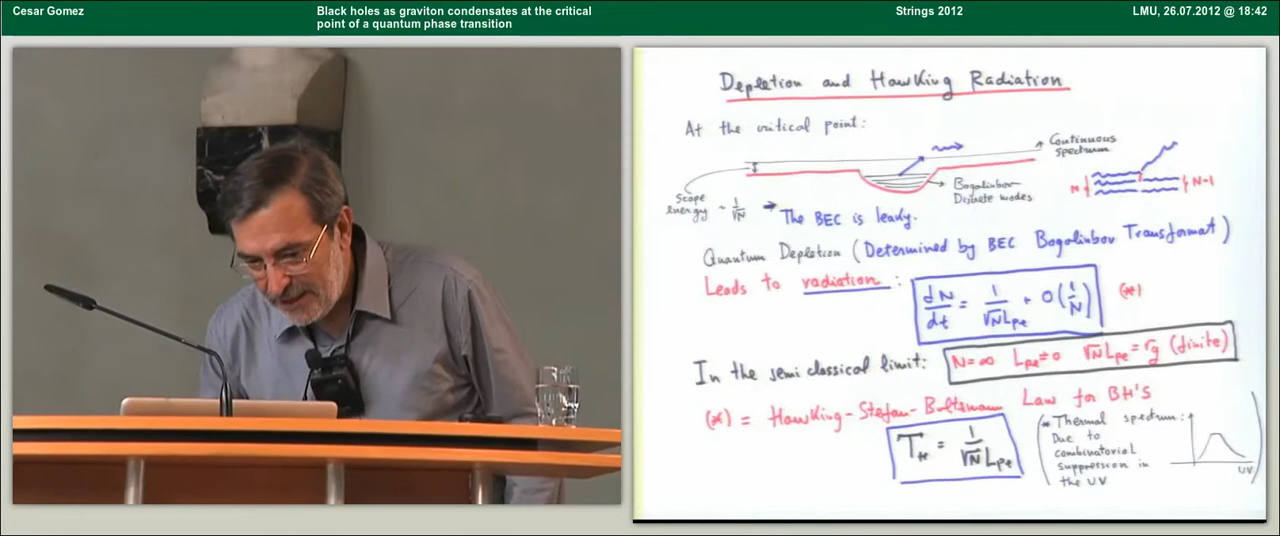 Cesar Gomez
Black holes as graviton condensates at the critical
point of a quantum phase transition
Strings 2012
LMU, 26.07.2012 @ 18:42
Depletion and Hawking Radiation
At the critical point:
Continuous
spectrum
Scope
energy ~ 1/√N
Bogoliubov
Discrete modes
N
N-1
→ The BEC is leaky.
Quantum Depletion (Determined by BEC Bogoliubov Transformat)
Leads to radiation:
dN/dt = 1/(√N Lpe) + O(1/N)
(*)
In the semi classical limit:
N=∞ Lpe=0 √N Lpe = rg (finite)
(*) = Hawking-Stefan-Boltzmann Law for BH'S
TH = 1/(√N Lpe)
* Thermal spectrum:
Due to
combinatorial
suppression in
the UV
UV